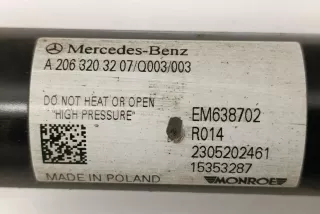 Mercedes-Benz
A 206 320 32 07/Q003/003
DO NOT HEAT OR OPEN
"HIGH PRESSURE"
EM638702
R014
2305202461
15353287
MADE IN POLAND
MONROE